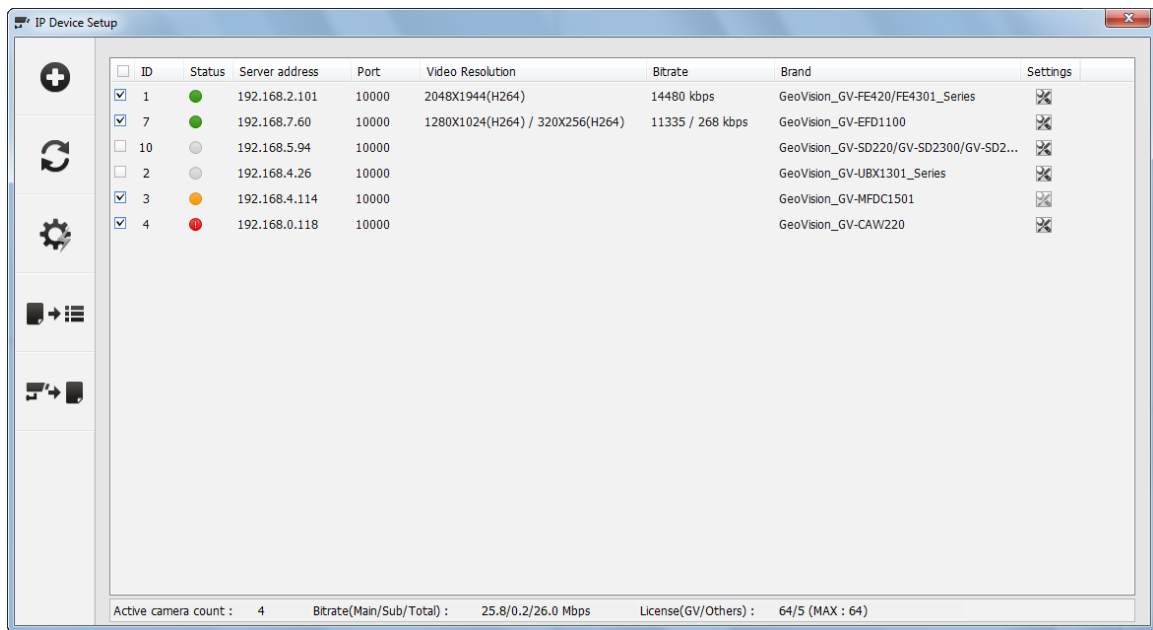 IP Device Setup
ID Status Server address Port Video Resolution Bitrate Brand Settings
1 192.168.2.101 10000 2048X1944(H264) 14480 kbps GeoVision_GV-FE420/FE4301_Series
7 192.168.7.60 10000 1280X1024(H264) / 320X256(H264) 11335 / 268 kbps GeoVision_GV-EFD1100
10 192.168.5.94 10000 GeoVision_GV-SD220/GV-SD2300/GV-SD2...
2 192.168.4.26 10000 GeoVision_GV-UBX1301_Series
3 192.168.4.114 10000 GeoVision_GV-MFDC1501
4 192.168.0.118 10000 GeoVision_GV-CAW220
Active camera count : 4 Bitrate(Main/Sub/Total) : 25.8/0.2/26.0 Mbps License(GV/Others) : 64/5 (MAX : 64)